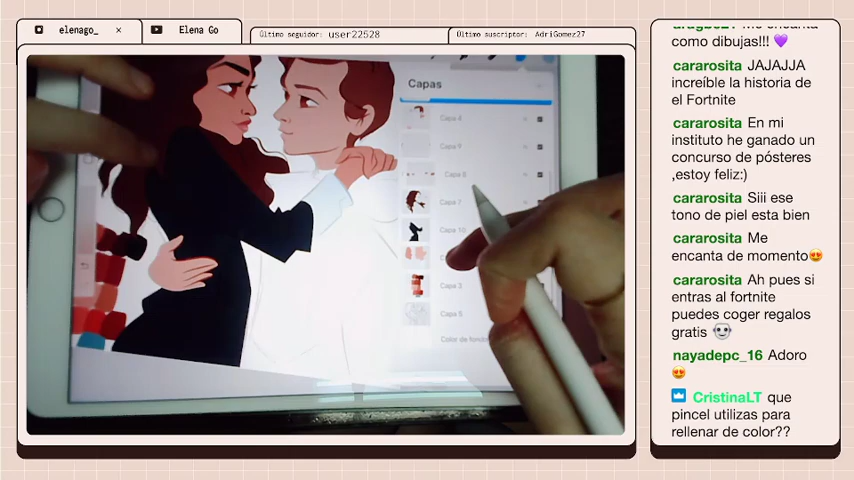 elenago_ ×
Elena Go
Último seguidor: user22528
Último suscriptor: AdriGomez27
Capas
Capa 4
Capa 9
Capa 8
Capa 7
Capa 10
Capa 3
Capa 5
Color de fondo
como dibujas!!! 💜
cararosita JAJAJJA
increíble la historia de
el Fortnite
cararosita En mi
instituto he ganado un
concurso de pósteres
,estoy feliz:)
cararosita Siii ese
tono de piel esta bien
cararosita Me
encanta de momento😍
cararosita Ah pues si
entras al fortnite
puedes coger regalos
gratis
nayadepc_16 Adoro
😍
CristinaLT que
pincel utilizas para
rellenar de color??